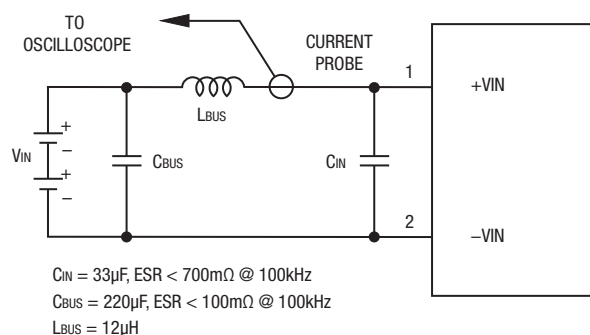 TO
OSCILLOSCOPE
CURRENT
PROBE
LBUS
VIN
+
−
+
−
CBUS
CIN
1
+VIN
2
−VIN
CIN = 33µF, ESR < 700mΩ @ 100kHz
CBUS = 220µF, ESR < 100mΩ @ 100kHz
LBUS = 12µH